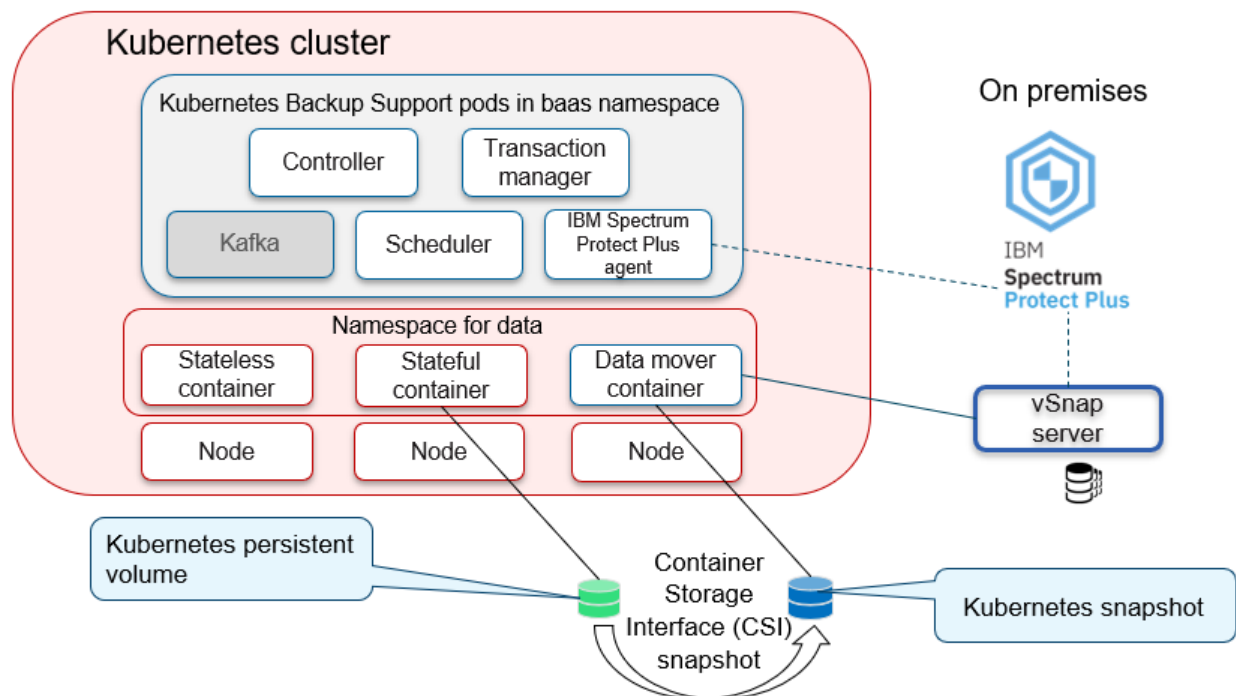 Kubernetes cluster
Kubernetes Backup Support pods in baas namespace
Controller
Transaction
manager
Kafka
Scheduler
IBM Spectrum
Protect Plus
agent
Namespace for data
Stateless
container
Stateful
container
Data mover
container
Node
Node
Node
On premises
IBM
Spectrum
Protect Plus
vSnap
server
Kubernetes persistent
volume
Container
Storage
Interface (CSI)
snapshot
Kubernetes snapshot